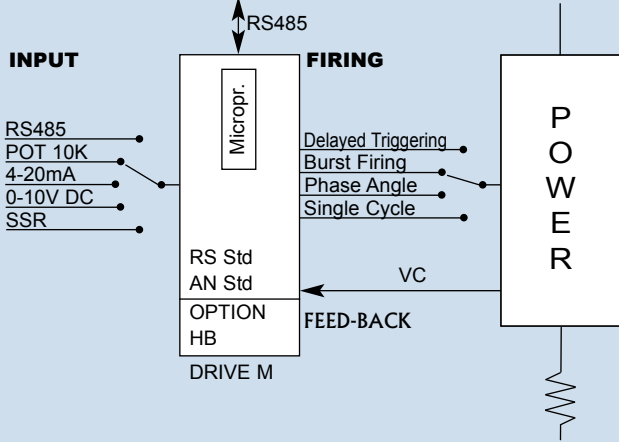 RS485
INPUT
FIRING
Micropr.
RS485
POT 10K
4-20mA
0-10V DC
SSR
Delayed Triggering
Burst Firing
Phase Angle
Single Cycle
POWER
RS Std
AN Std
VC
OPTION
HB
FEED-BACK
DRIVE M